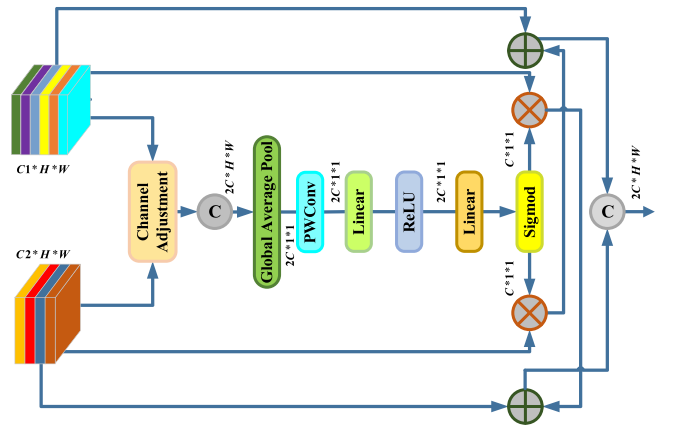 C1*H*W
C2*H*W
Channel
Adjustment
C
2C*H*W
Global Average Pool
2C*1*1
PWConv
2C*1*1
Linear
ReLU
2C*1*1
Linear
C*1*1
Sigmod
C*1*1
C
2C*H*W